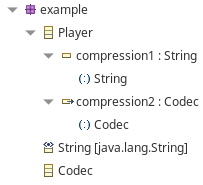 example
Player
compression1 : String
(:) String
compression2 : Codec
(:) Codec
String [java.lang.String]
Codec